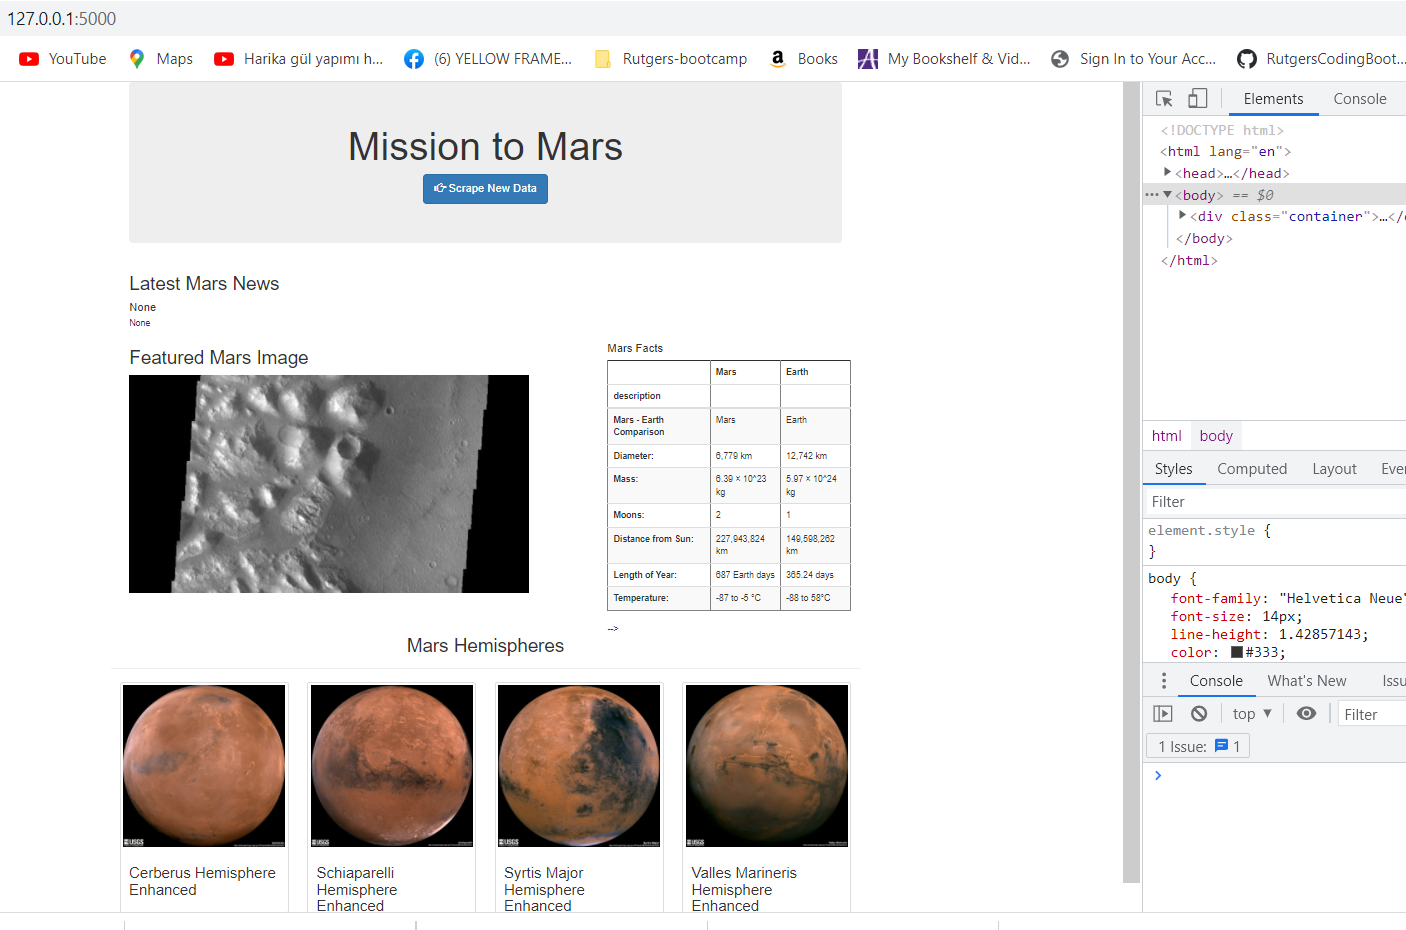 127.0.0.1:5000
YouTube
Maps
Harika gül yapımı h...
(6) YELLOW FRAME...
Rutgers-bootcamp
Books
My Bookshelf & Vid...
Sign In to Your Acc...
RutgersCodingBoot...
Mission to Mars
Scrape New Data
Latest Mars News
None
None
Featured Mars Image
Mars Facts
Mars Earth
description
Mars - Earth Comparison Mars Earth
Diameter: 6,779 km 12,742 km
Mass: 6.39 × 10^23 kg 5.97 × 10^24 kg
Moons: 2 1
Distance from Sun: 227,943,824 km 149,598,262 km
Length of Year: 687 Earth days 365.24 days
Temperature: -87 to -5 °C -88 to 58°C
-->
Mars Hemispheres
USGS
USGS
USGS
USGS
Cerberus Hemisphere
Enhanced
Schiaparelli
Hemisphere
Enhanced
Syrtis Major
Hemisphere
Enhanced
Valles Marineris
Hemisphere
Enhanced
Elements Console
<!DOCTYPE html>
<html lang="en">
<head>…</head>
<body> == $0
<div class="container">…</
</body>
</html>
html body
Styles Computed Layout Ever
Filter
element.style {
}
body {
font-family: "Helvetica Neue"
font-size: 14px;
line-height: 1.42857143;
color: #333;
Console What's New Issu
top Filter
1 Issue: 1